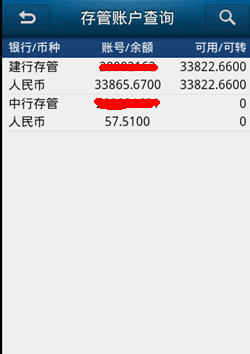 存管账户查询
银行/币种 账号/余额 可用/可转
建行存管 33822.6600
人民币 33865.6700 33822.6600
中行存管 0
人民币 57.5100 0